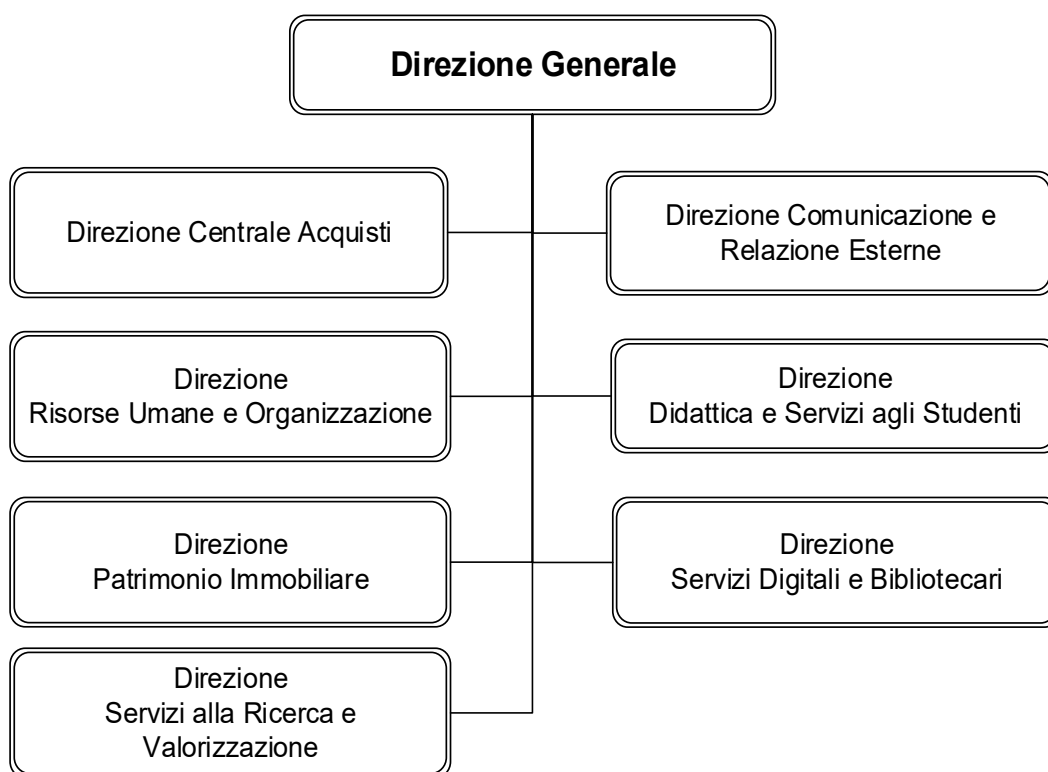 Direzione Generale
Direzione Centrale Acquisti
Direzione Comunicazione e
Relazione Esterne
Direzione
Risorse Umane e Organizzazione
Direzione
Didattica e Servizi agli Studenti
Direzione
Patrimonio Immobiliare
Direzione
Servizi Digitali e Bibliotecari
Direzione
Servizi alla Ricerca e
Valorizzazione